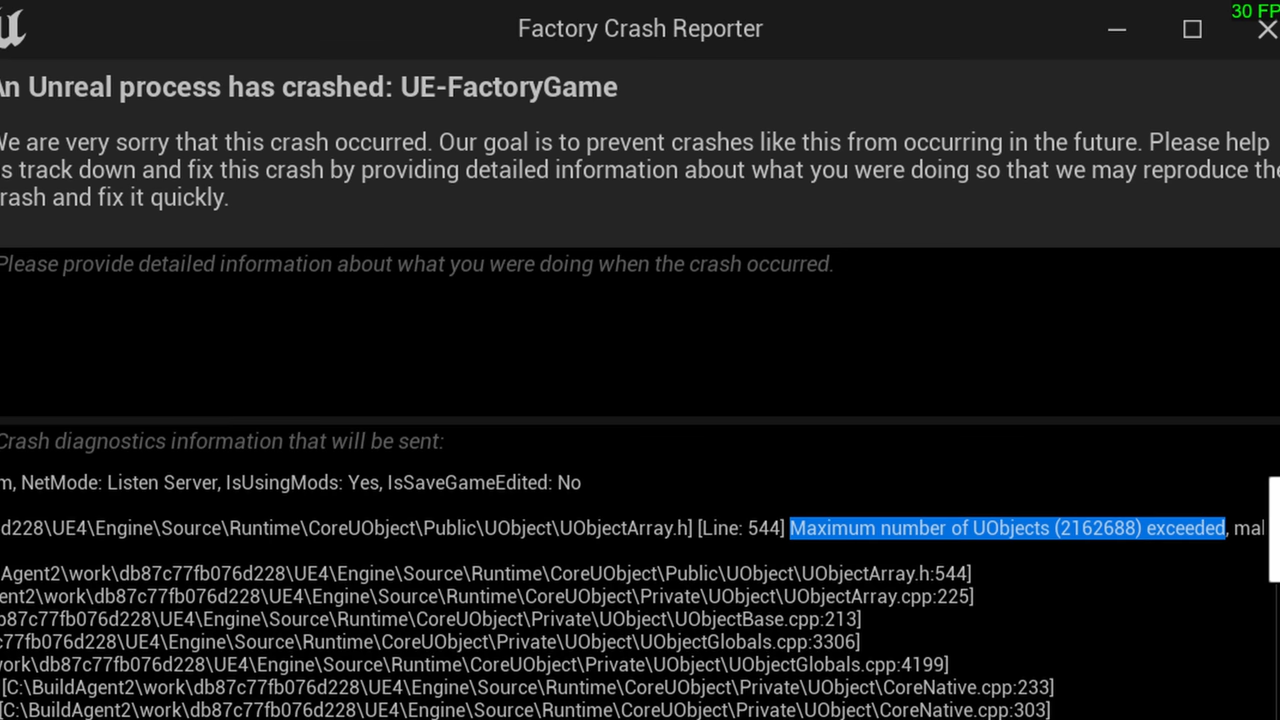 30 FP
Factory Crash Reporter
An Unreal process has crashed: UE-FactoryGame
We are very sorry that this crash occurred. Our goal is to prevent crashes like this from occurring in the future. Please help
s track down and fix this crash by providing detailed information about what you were doing so that we may reproduce the
rash and fix it quickly.
Please provide detailed information about what you were doing when the crash occurred.
Crash diagnostics information that will be sent:
m, NetMode: Listen Server, IsUsingMods: Yes, IsSaveGameEdited: No
d228\UE4\Engine\Source\Runtime\CoreUObject\Public\UObject\UObjectArray.h] [Line: 544] Maximum number of UObjects (2162688) exceeded, mal
Agent2\work\db87c77fb076d228\UE4\Engine\Source\Runtime\CoreUObject\Public\UObject\UObjectArray.h:544]
ent2\work\db87c77fb076d228\UE4\Engine\Source\Runtime\CoreUObject\Private\UObject\UObjectArray.cpp:225]
b87c77fb076d228\UE4\Engine\Source\Runtime\CoreUObject\Private\UObject\UObjectBase.cpp:213]
c77fb076d228\UE4\Engine\Source\Runtime\CoreUObject\Private\UObject\UObjectGlobals.cpp:3306]
work\db87c77fb076d228\UE4\Engine\Source\Runtime\CoreUObject\Private\UObject\UObjectGlobals.cpp:4199]
[C:\BuildAgent2\work\db87c77fb076d228\UE4\Engine\Source\Runtime\CoreUObject\Private\UObject\CoreNative.cpp:233]
[C:\BuildAgent2\work\db87c77fb076d228\UE4\Engine\Source\Runtime\CoreUObject\Private\UObject\CoreNative.cpp:303]